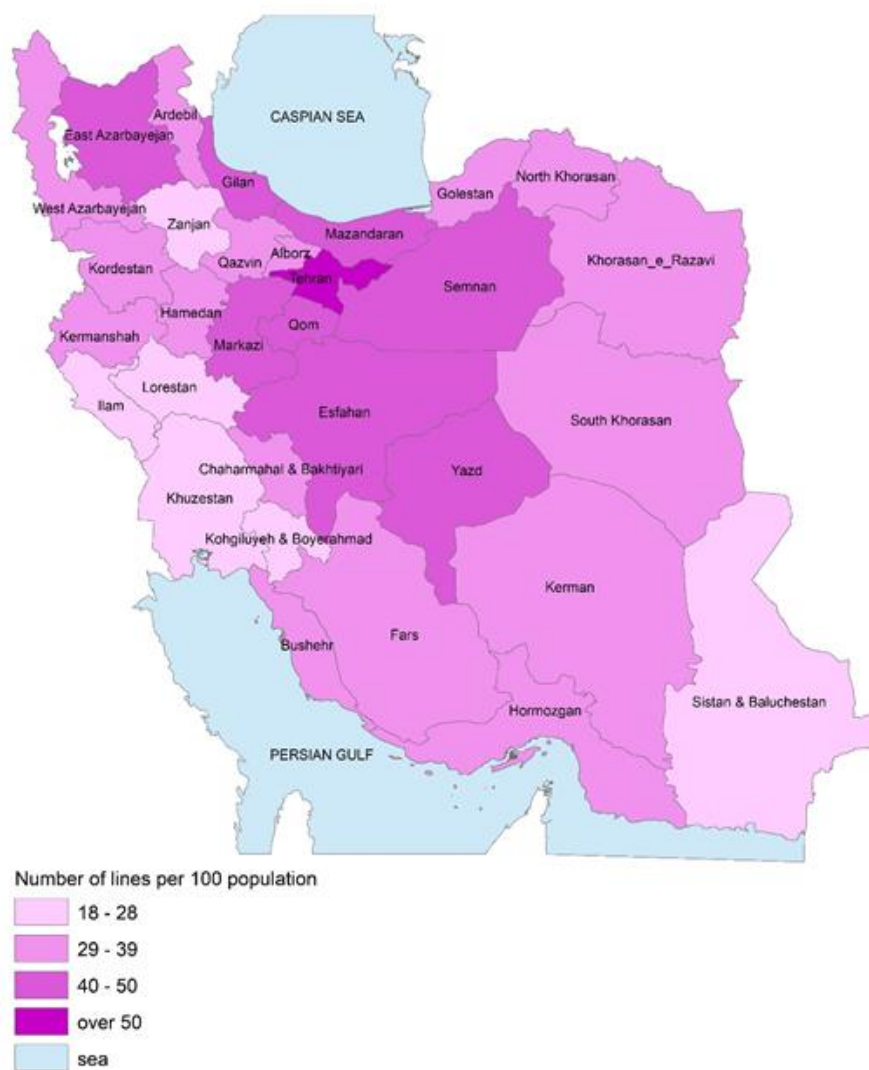 CASPIAN SEA
Ardebil
East Azarbayejan
Gilan
Golestan
North Khorasan
West Azarbayejan
Zanjan
Mazandaran
Alborz
Qazvin
Khorasan_e_Razavi
Kordestan
Tehran
Semnan
Hamedan
Qom
Kermanshah
Markazi
Lorestan
Ilam
Esfahan
South Khorasan
Chaharmahal & Bakhtiyari
Yazd
Khuzestan
Kohgiluyeh & Boyerahmad
Kerman
Fars
Bushehr
Sistan & Baluchestan
Hormozgan
PERSIAN GULF
Number of lines per 100 population
18 - 28
29 - 39
40 - 50
over 50
sea